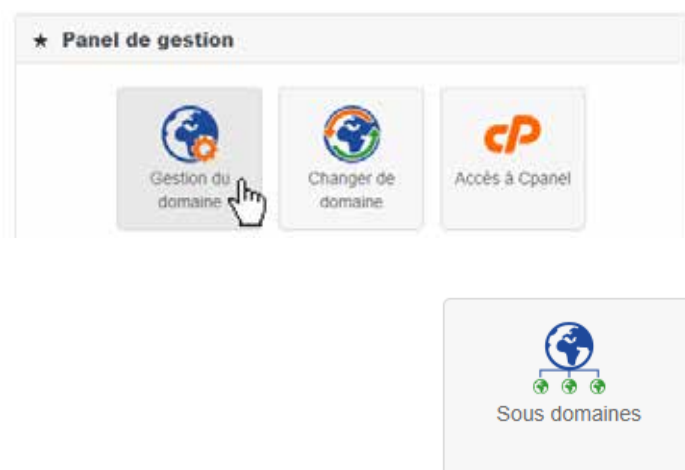 ★ Panel de gestion
Gestion du
domaine
Changer de
domaine
cP
Accès à Cpanel
Sous domaines